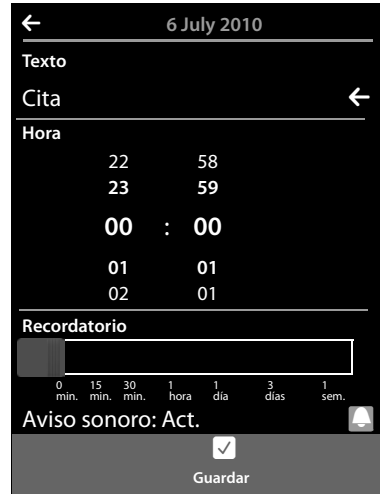 6 July 2010
Texto
Cita
Hora
22 58
23 59
00 : 00
01 01
02 01
Recordatorio
0 min. 15 min. 30 min. 1 hora 1 día 3 días 1 sem.
Aviso sonoro: Act.
Guardar